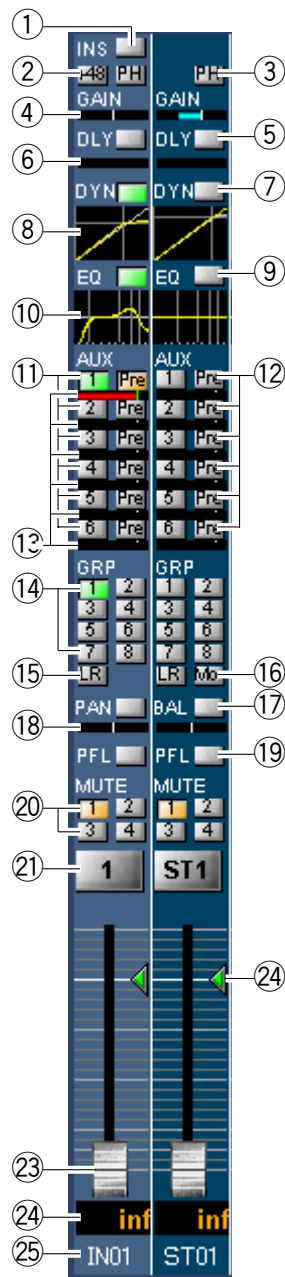 ① INS
② +48 PH PH ③
④ GAIN GAIN
DLY DLY ⑤
⑥
DYN DYN ⑦
⑧
EQ EQ ⑨
⑩
AUX AUX
⑪ 1 Pre 1 Pre ⑫
2 Pre 2 Pre
3 Pre 3 Pre
4 Pre 4 Pre
5 Pre 5 Pre
6 Pre 6 Pre
⑬
GRP GRP
⑭ 1 2 1 2
3 4 3 4
5 6 5 6
7 8 7 8
⑮ LR LR Mo ⑯
PAN BAL ⑰
⑱
PFL PFL ⑲
MUTE MUTE
⑳ 1 2 1 2
3 4 3 4
㉑ 1 ST1
㉔
㉓
㉔ inf inf
㉕ IN01 ST01